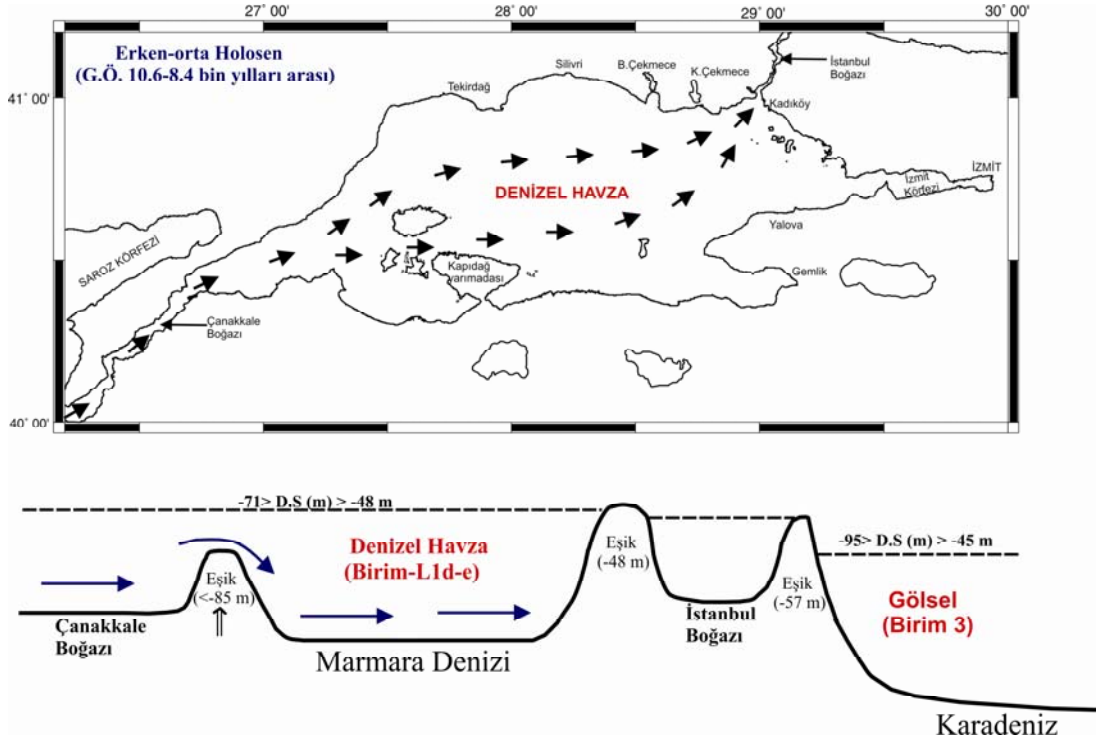 27° 00'
28° 00'
29° 00'
30° 00'
Erken-orta Holosen
(G.Ö. 10.6-8.4 bin yılları arası)
41° 00'
40° 00'
Tekirdağ
Silivri
B.Çekmece
K.Çekmece
İstanbul
Boğazı
Kadıköy
DENİZEL HAVZA
İzmit
Körfezi
İZMİT
Yalova
Gemlik
SAROZ KÖRFEZİ
Kapıdağ
yarımadası
Çanakkale
Boğazı
-71> D.S (m) > -48 m
Denizel Havza
(Birim-L1d-e)
Eşik
(<-85 m)
⇑
Eşik
(-48 m)
Eşik
(-57 m)
-95> D.S (m) > -45 m
Çanakkale
Boğazı
Marmara Denizi
İstanbul
Boğazı
Gölsel
(Birim 3)
Karadeniz